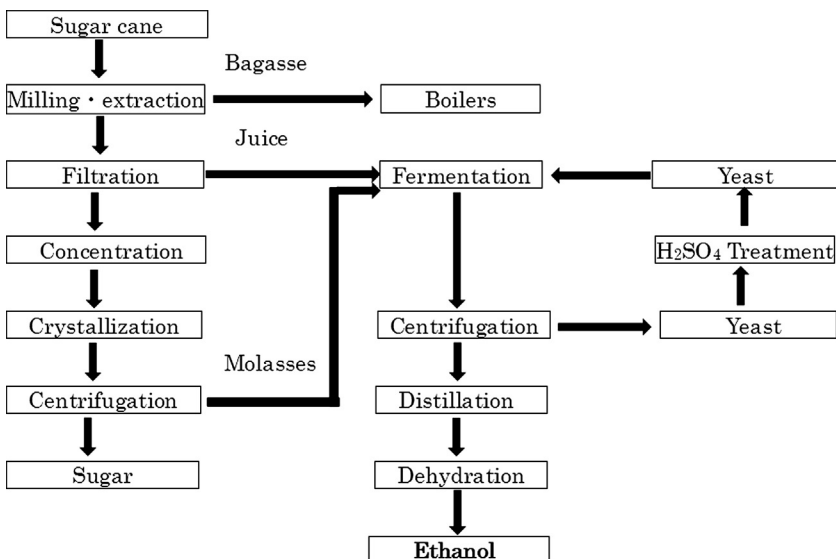 Sugar cane
Bagasse
Milling・extraction
Boilers
Juice
Filtration
Fermentation
Yeast
Concentration
H₂SO₄ Treatment
Crystallization
Centrifugation
Yeast
Molasses
Centrifugation
Distillation
Sugar
Dehydration
Ethanol